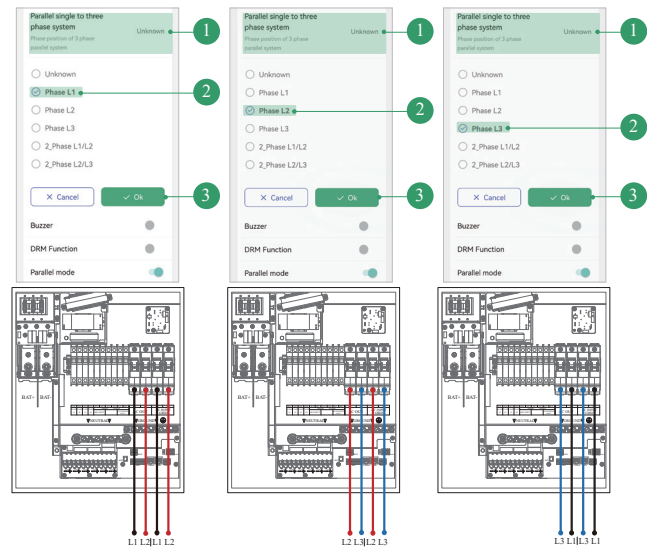 Parallel single to three
phase system
Phase position of 3 phase
parallel system
Unknown
1
Unknown
Phase L1
2
Phase L2
Phase L3
2_Phase L1/L2
2_Phase L2/L3
Cancel
Ok
3
Buzzer
DRM Function
Parallel mode
Parallel single to three
phase system
Phase position of 3 phase
parallel system
Unknown
1
Unknown
Phase L1
Phase L2
2
Phase L3
2_Phase L1/L2
2_Phase L2/L3
Cancel
Ok
3
Buzzer
DRM Function
Parallel mode
Parallel single to three
phase system
Phase position of 3 phase
parallel system
Unknown
1
Unknown
Phase L1
Phase L2
Phase L3
2
2_Phase L1/L2
2_Phase L2/L3
Cancel
Ok
3
Buzzer
DRM Function
Parallel mode
BAT+ BAT-
NEUTRAL
L1 L2 L1 L2
BAT+ BAT-
NEUTRAL
L2 L3 L2 L3
BAT+ BAT-
NEUTRAL
L3 L1 L3 L1